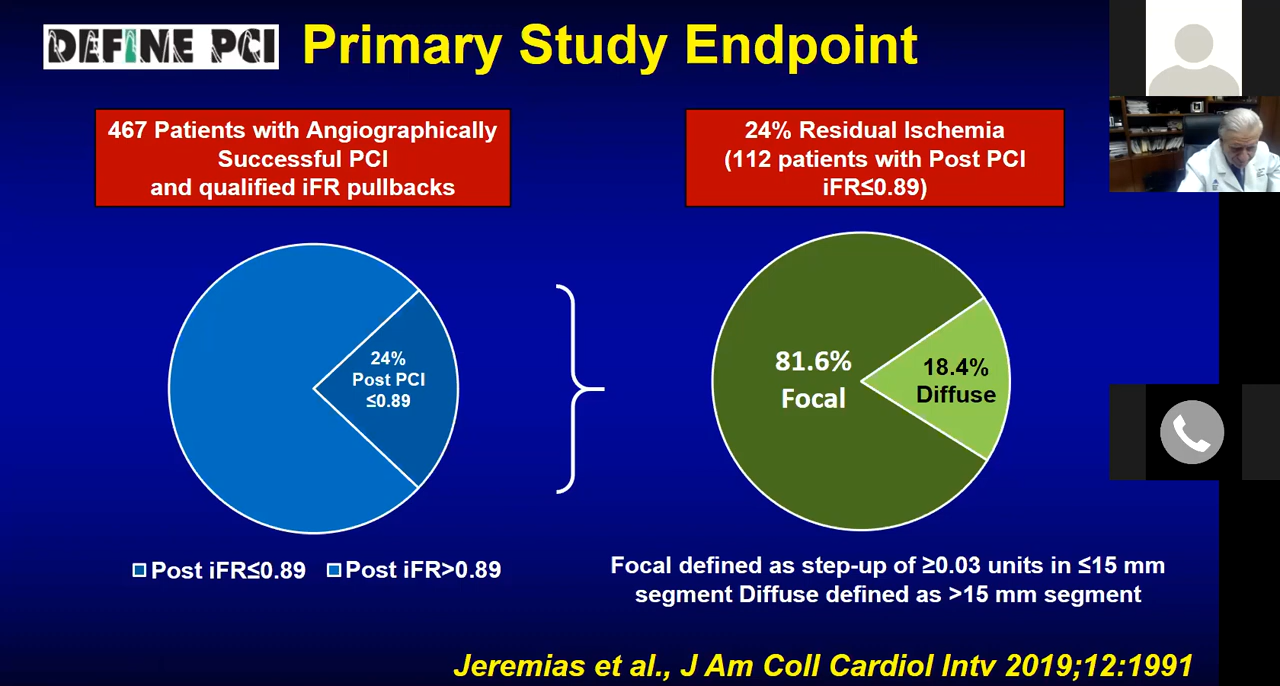 DEFINE PCI
Primary Study Endpoint
467 Patients with Angiographically
Successful PCI
and qualified iFR pullbacks
24% Residual Ischemia
(112 patients with Post PCI
iFR≤0.89)
24%
Post PCI
≤0.89
81.6%
Focal
18.4%
Diffuse
Post iFR≤0.89
Post iFR>0.89
Focal defined as step-up of ≥0.03 units in ≤15 mm
segment Diffuse defined as >15 mm segment
Jeremias et al., J Am Coll Cardiol Intv 2019;12:1991